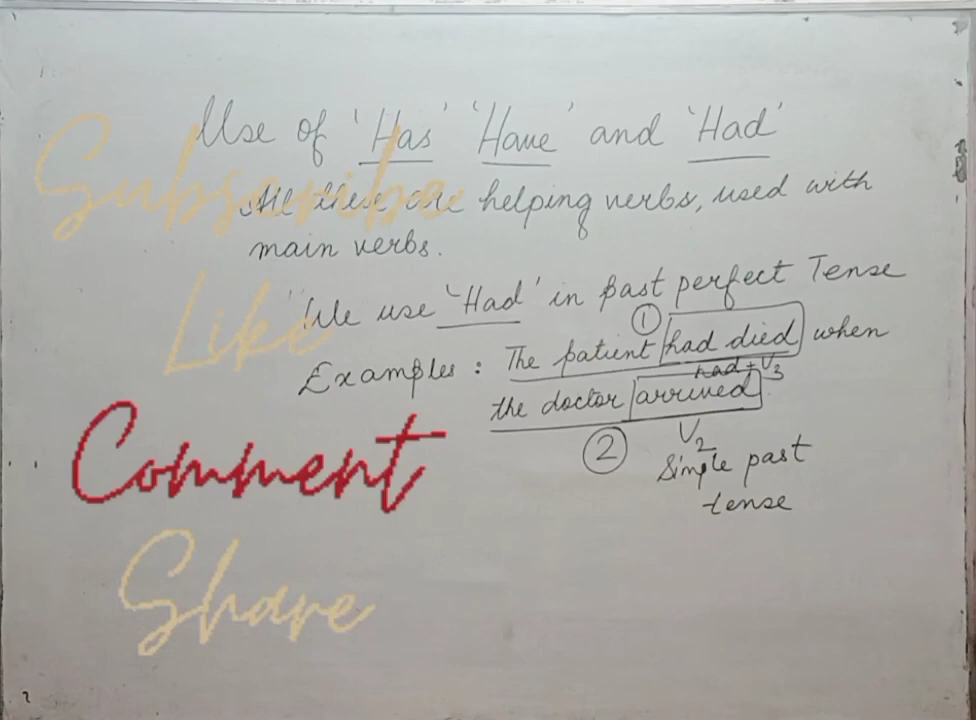 Use of 'Has' 'Have' and 'Had'
All these are helping verbs, used with
main verbs.
We use 'Had' in Past perfect Tense
①
Examples : The patient had died when
had + V3
the doctor arrived.
② V2
Simple past
tense
Subscribe
Like
Comment
Share